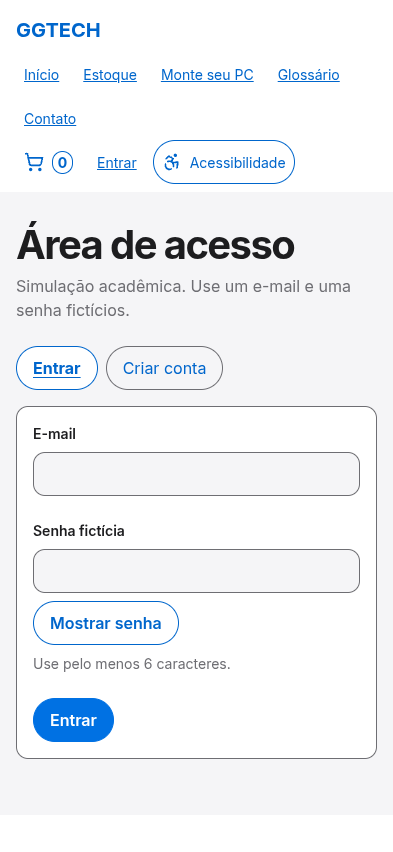 GGTECH
Início Estoque Monte seu PC Glossário
Contato
0 Entrar Acessibilidade
Área de acesso
Simulação acadêmica. Use um e-mail e uma
senha fictícios.
Entrar Criar conta
E-mail
Senha fictícia
Mostrar senha
Use pelo menos 6 caracteres.
Entrar